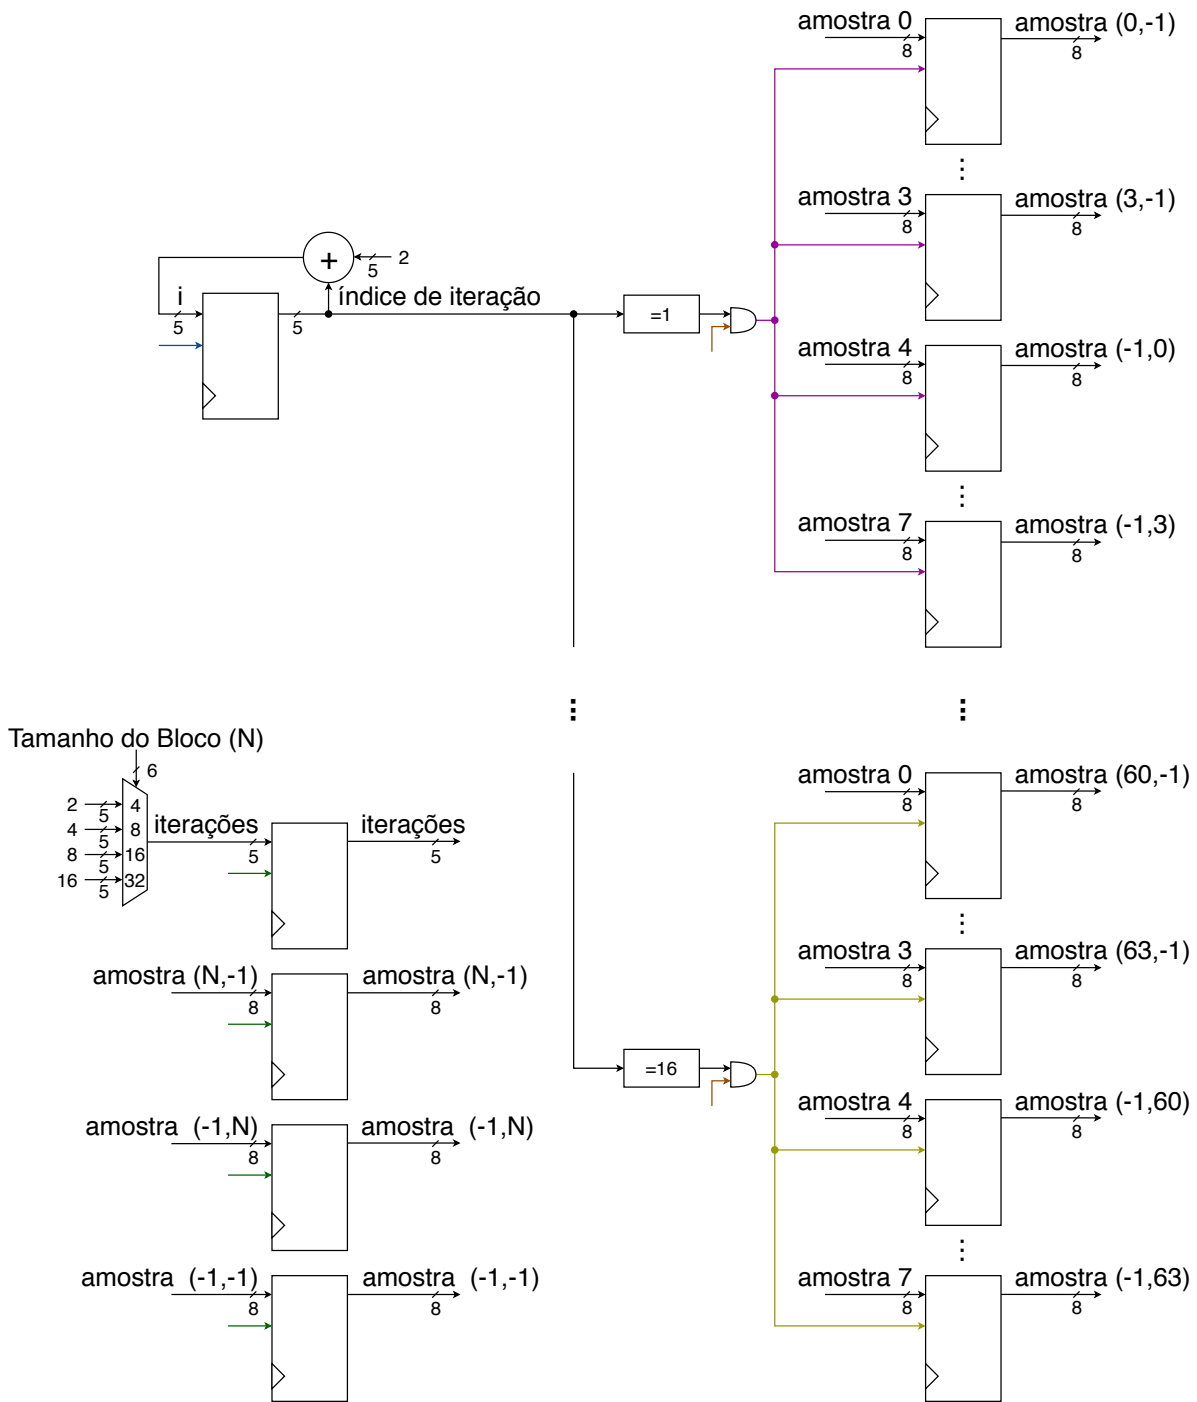 amostra 0
8
amostra (0,-1)
8
⋮
amostra 3
8
amostra (3,-1)
8
+
5
2
i
5
5
índice de iteração
=1
amostra 4
8
amostra (-1,0)
8
⋮
amostra 7
8
amostra (-1,3)
8
⋮
⋮
Tamanho do Bloco (N)
6
2
5
4
4
5
8
8
5
16
16
5
32
iterações
5
iterações
5
amostra (N,-1)
8
amostra (N,-1)
8
amostra (-1,N)
8
amostra (-1,N)
8
amostra (-1,-1)
8
amostra (-1,-1)
8
=16
amostra 0
8
amostra (60,-1)
8
⋮
amostra 3
8
amostra (63,-1)
8
amostra 4
8
amostra (-1,60)
8
⋮
amostra 7
8
amostra (-1,63)
8